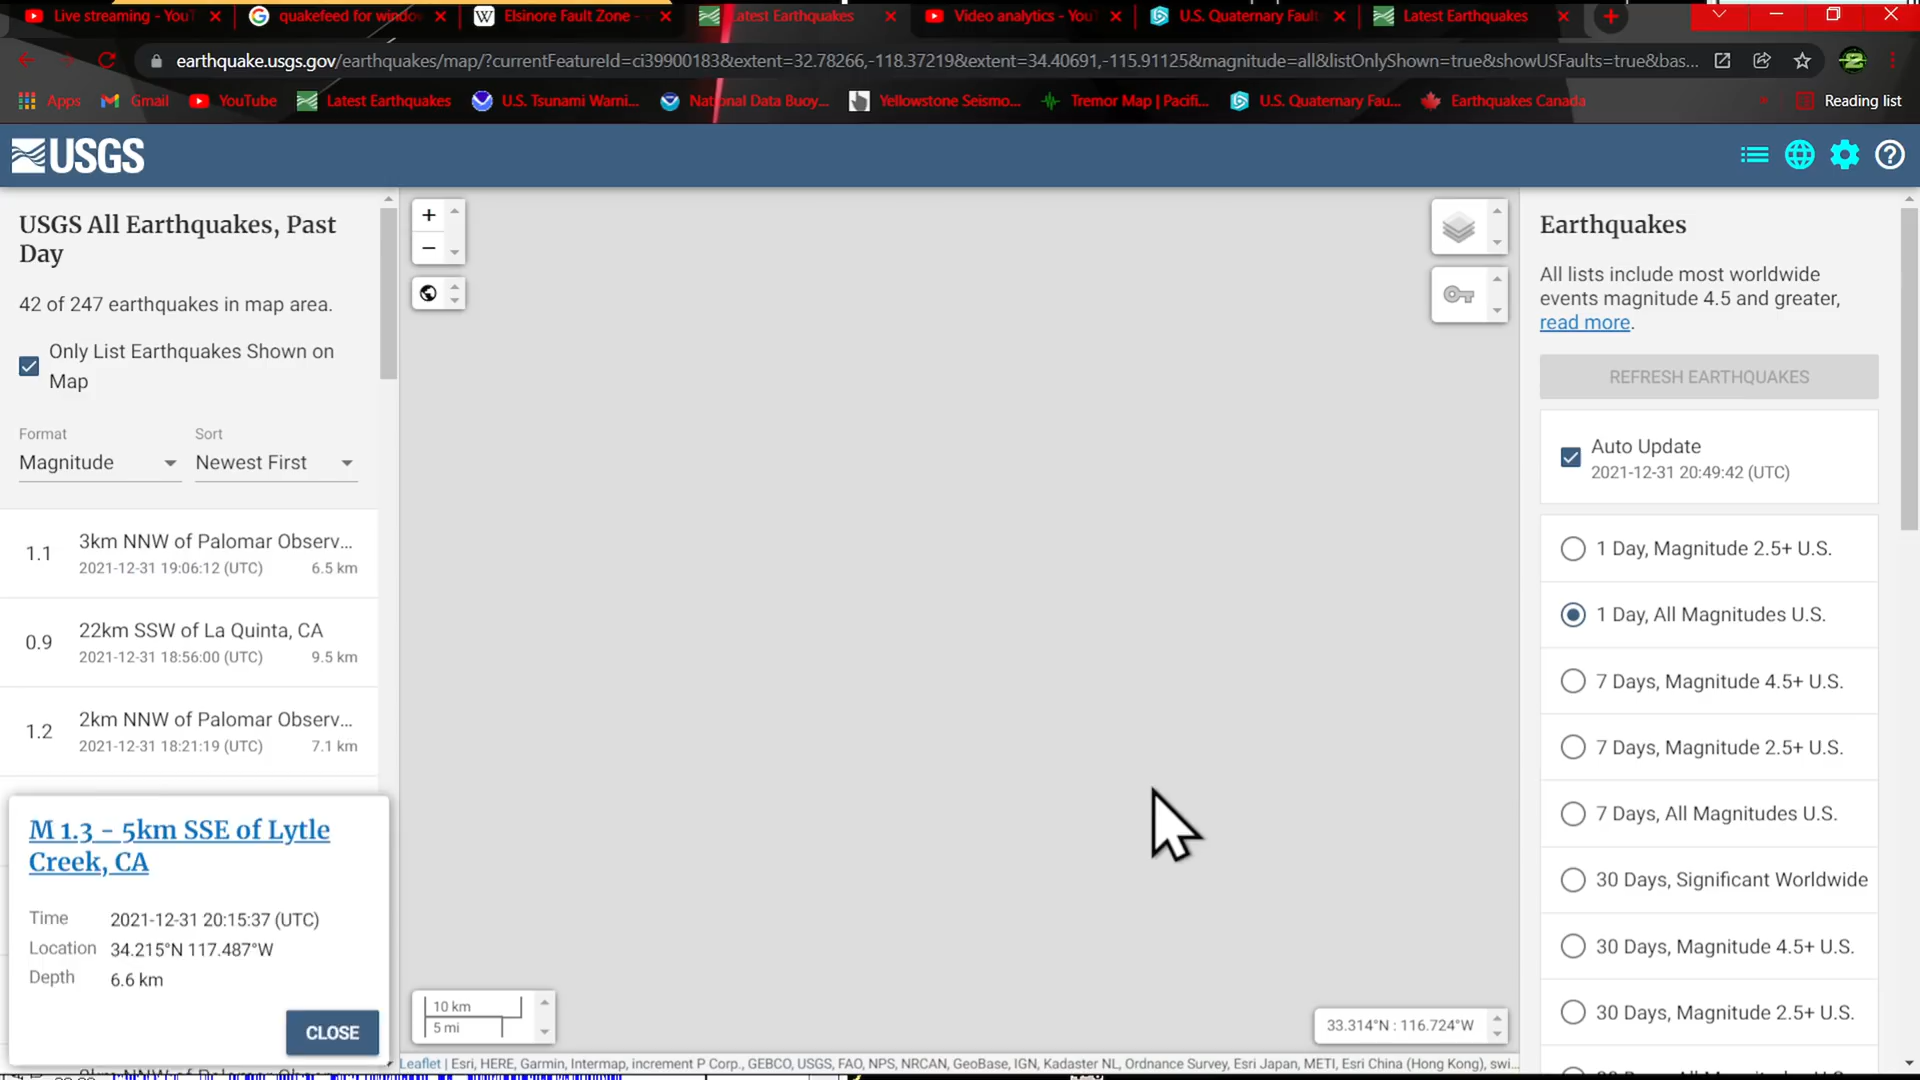 Live streaming - YouT
quakefeed for window
Elsinore Fault Zone -
Latest Earthquakes
Video analytics - YouT
U.S. Quaternary Fault
Latest Earthquakes
earthquake.usgs.gov/earthquakes/map/?currentFeatureId=ci39900183&extent=32.78266,-118.37219&extent=34.40691,-115.91125&magnitude=all&listOnlyShown=true&showUSFaults=true&bas...
Apps
Gmail
YouTube
Latest Earthquakes
U.S. Tsunami Warni...
National Data Buoy...
Yellowstone Seismo...
Tremor Map | Pacifi...
U.S. Quaternary Fau...
Earthquakes Canada
Reading list
USGS
USGS All Earthquakes, Past
Day
42 of 247 earthquakes in map area.
Only List Earthquakes Shown on
Map
Format
Sort
Magnitude
Newest First
1.1
3km NNW of Palomar Observ...
2021-12-31 19:06:12 (UTC)
6.5 km
0.9
22km SSW of La Quinta, CA
2021-12-31 18:56:00 (UTC)
9.5 km
1.2
2km NNW of Palomar Observ...
2021-12-31 18:21:19 (UTC)
7.1 km
M 1.3 - 5km SSE of Lytle
Creek, CA
Time
2021-12-31 20:15:37 (UTC)
Location
34.215°N 117.487°W
Depth
6.6 km
CLOSE
+
−
10 km
5 mi
33.314°N : 116.724°W
Leaflet | Esri, HERE, Garmin, Intermap, increment P Corp., GEBCO, USGS, FAO, NPS, NRCAN, GeoBase, IGN, Kadaster NL, Ordnance Survey, Esri Japan, METI, Esri China (Hong Kong), swi...
Earthquakes
All lists include most worldwide
events magnitude 4.5 and greater,
read more.
REFRESH EARTHQUAKES
Auto Update
2021-12-31 20:49:42 (UTC)
1 Day, Magnitude 2.5+ U.S.
1 Day, All Magnitudes U.S.
7 Days, Magnitude 4.5+ U.S.
7 Days, Magnitude 2.5+ U.S.
7 Days, All Magnitudes U.S.
30 Days, Significant Worldwide
30 Days, Magnitude 4.5+ U.S.
30 Days, Magnitude 2.5+ U.S.